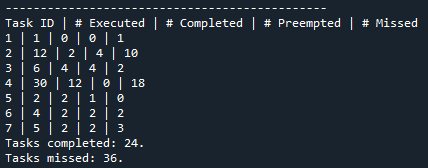 ----------------------------------------------
Task ID | # Executed | # Completed | # Preempted | # Missed
1 | 1 | 0 | 0 | 1
2 | 12 | 2 | 4 | 10
3 | 6 | 4 | 4 | 2
4 | 30 | 12 | 0 | 18
5 | 2 | 2 | 1 | 0
6 | 4 | 2 | 2 | 2
7 | 5 | 2 | 2 | 3
Tasks completed: 24.
Tasks missed: 36.